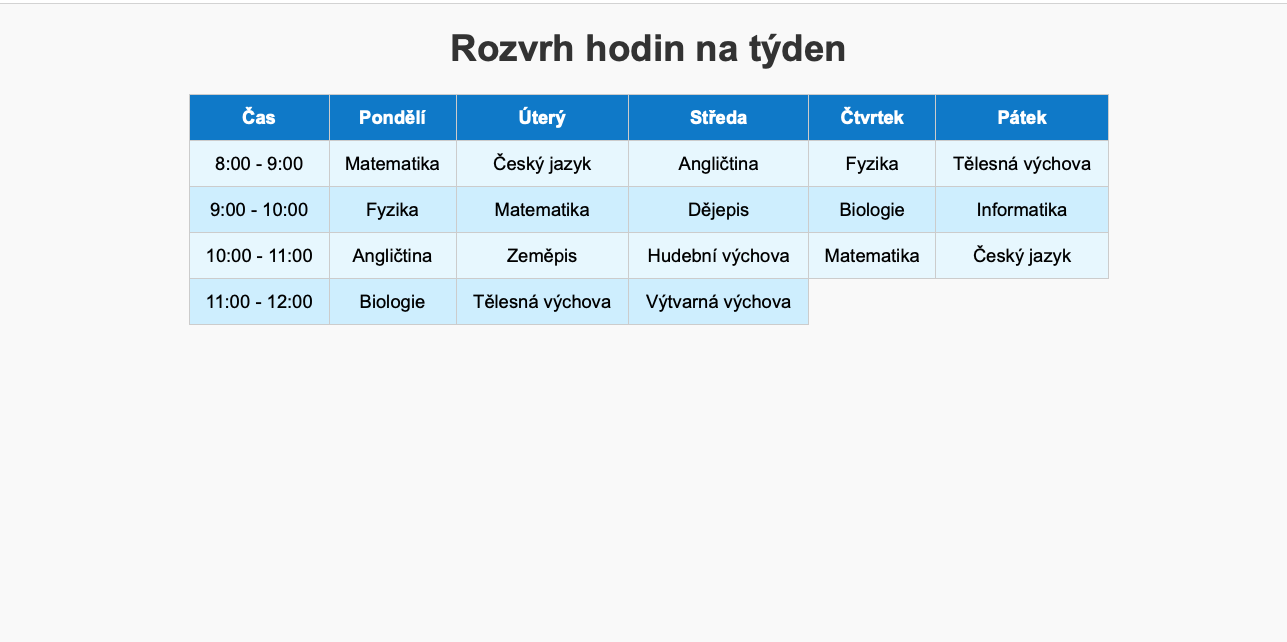 Rozvrh hodin na týden
Čas Pondělí Úterý Středa Čtvrtek Pátek
8:00 - 9:00 Matematika Český jazyk Angličtina Fyzika Tělesná výchova
9:00 - 10:00 Fyzika Matematika Dějepis Biologie Informatika
10:00 - 11:00 Angličtina Zeměpis Hudební výchova Matematika Český jazyk
11:00 - 12:00 Biologie Tělesná výchova Výtvarná výchova